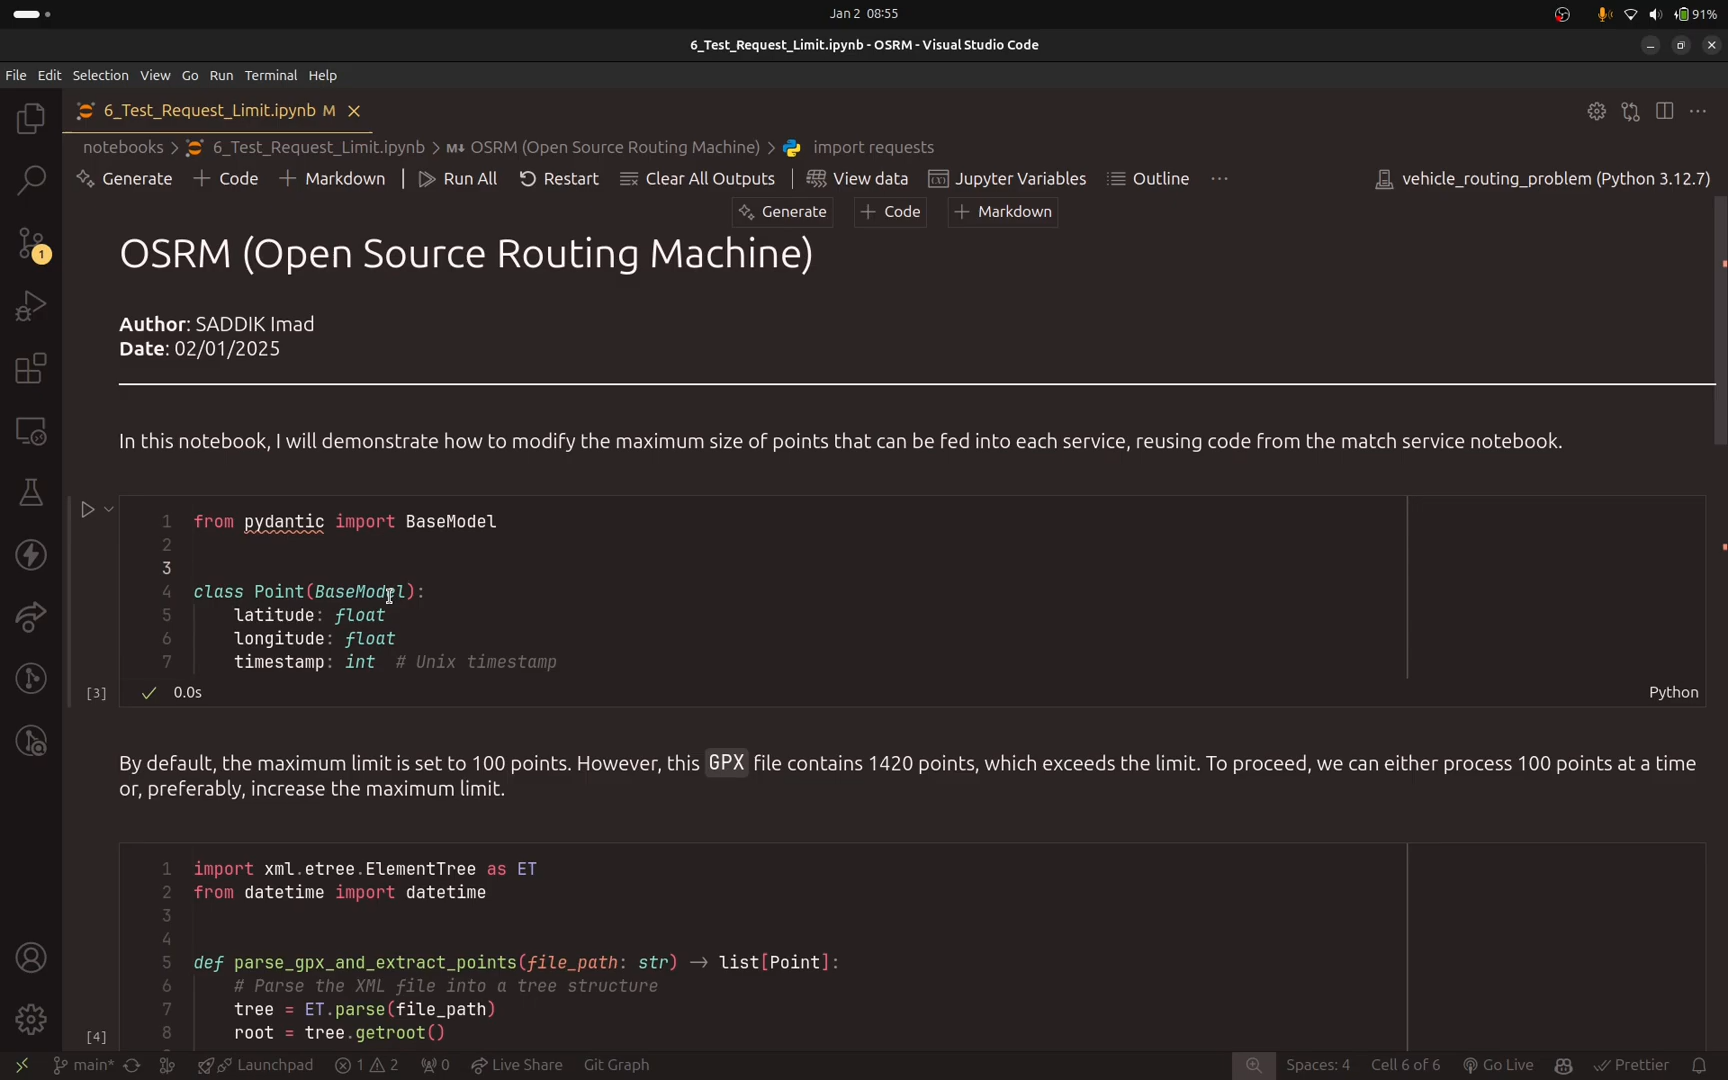 Jan 2 08:55
91%
6_Test_Request_Limit.ipynb - OSRM - Visual Studio Code
File Edit Selection View Go Run Terminal Help
6_Test_Request_Limit.ipynb M
notebooks > 6_Test_Request_Limit.ipynb > M↓ OSRM (Open Source Routing Machine) > import requests
Generate + Code + Markdown | Run All Restart Clear All Outputs | View data Jupyter Variables Outline ··· vehicle_routing_problem (Python 3.12.7)
Generate + Code + Markdown
OSRM (Open Source Routing Machine)
Author: SADDIK Imad
Date: 02/01/2025
In this notebook, I will demonstrate how to modify the maximum size of points that can be fed into each service, reusing code from the match service notebook.
1 from pydantic import BaseModel
2
3
4 class Point(BaseModel):
5 latitude: float
6 longitude: float
7 timestamp: int # Unix timestamp
[3] ✓ 0.0s Python
By default, the maximum limit is set to 100 points. However, this GPX file contains 1420 points, which exceeds the limit. To proceed, we can either process 100 points at a time
or, preferably, increase the maximum limit.
1 import xml.etree.ElementTree as ET
2 from datetime import datetime
3
4
5 def parse_gpx_and_extract_points(file_path: str) → list[Point]:
6 # Parse the XML file into a tree structure
7 tree = ET.parse(file_path)
8 root = tree.getroot()
[4]
1
main* Launchpad 1 2 0 Live Share Git Graph Spaces: 4 Cell 6 of 6 Go Live Prettier